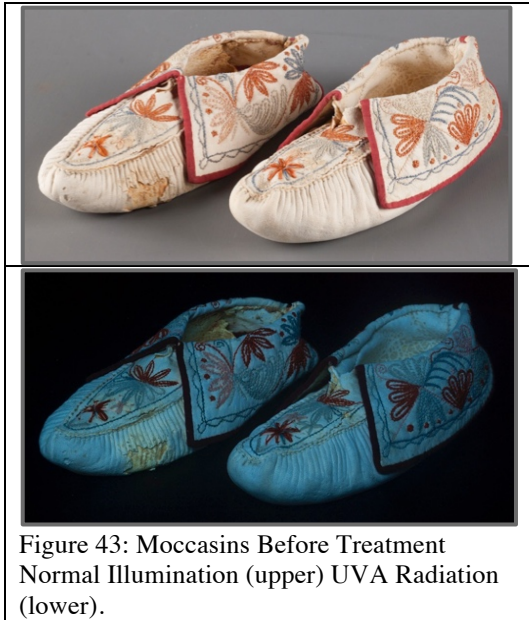 Figure 43: Moccasins Before Treatment
Normal Illumination (upper) UVA Radiation
(lower).